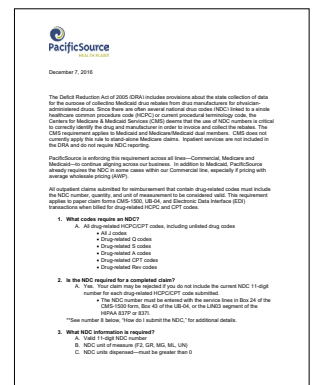 PacificSource
HEALTH PLANS
December 7, 2016
The Deficit Reduction Act of 2005 (DRA) includes provisions about the state collection of data
for the purpose of collecting Medicaid drug rebates from drug manufacturers for physician-
administered drugs. Since there are often several national drug codes (NDC) linked to a single
healthcare common procedure code (HCPC) or current procedural terminology code, the
Centers for Medicare & Medicaid Services (CMS) deems that the use of NDC numbers is critical
to correctly identify the drug and manufacturer in order to invoice and collect the rebates. The
CMS requirement applies to Medicaid and Medicare/Medicaid dual members. CMS does not
currently apply this rule to stand-alone Medicare claims. Inpatient services are not included in
the DRA and do not require NDC reporting.
PacificSource is enforcing this requirement across all lines—Commercial, Medicare and
Medicaid—to continue aligning across our business. In addition to Medicaid, PacificSource
already requires the NDC in some cases within our Commercial line, especially if pricing with
average wholesale pricing (AWP).
All outpatient claims submitted for reimbursement that contain drug-related codes must include
the NDC number, quantity, and unit of measurement to be considered valid. This requirement
applies to paper claim forms CMS-1500, UB-04, and Electronic Data Interface (EDI)
transactions when billed for drug-related HCPC and CPT codes.
1. What codes require an NDC?
A. All drug-related HCPC/CPT codes, including unlisted drug codes
• All J codes
• Drug-related Q codes
• Drug-related S codes
• Drug-related A codes
• Drug-related CPT codes
• Drug-related Rev codes
2. Is the NDC required for a completed claim?
A. Yes. Your claim may be rejected if you do not include the current NDC 11-digit
number for each drug-related HCPC/CPT code submitted.
• The NDC number must be entered with the service lines in Box 24 of the
CMS-1500 form, Box 43 of the UB-04, or the LIN03 segment of the
HIPAA 837P or 837I.
**See number 8 below, "How do I submit the NDC," for additional details.
3. What NDC information is required?
A. Valid 11-digit NDC number
B. NDC unit of measure (F2, GR, MG, ML, UN)
C. NDC units dispensed—must be greater than 0